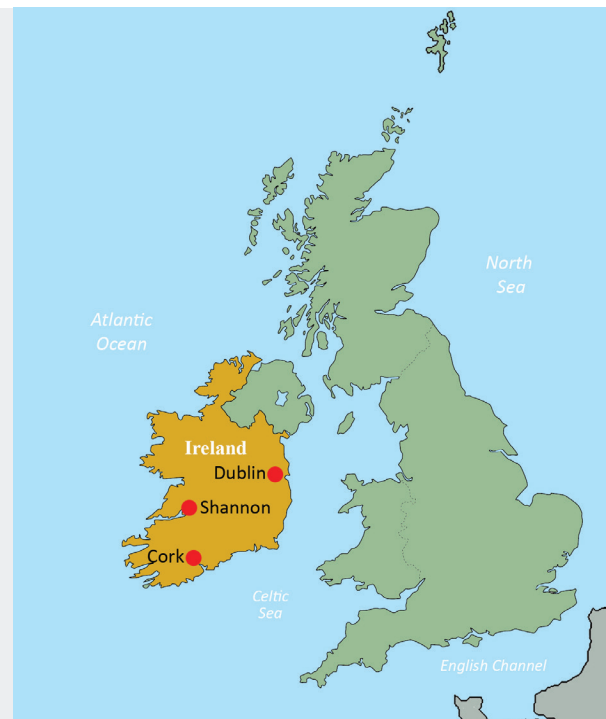 North
Sea
Atlantic
Ocean
Ireland
Dublin
Shannon
Cork
Celtic
Sea
English Channel